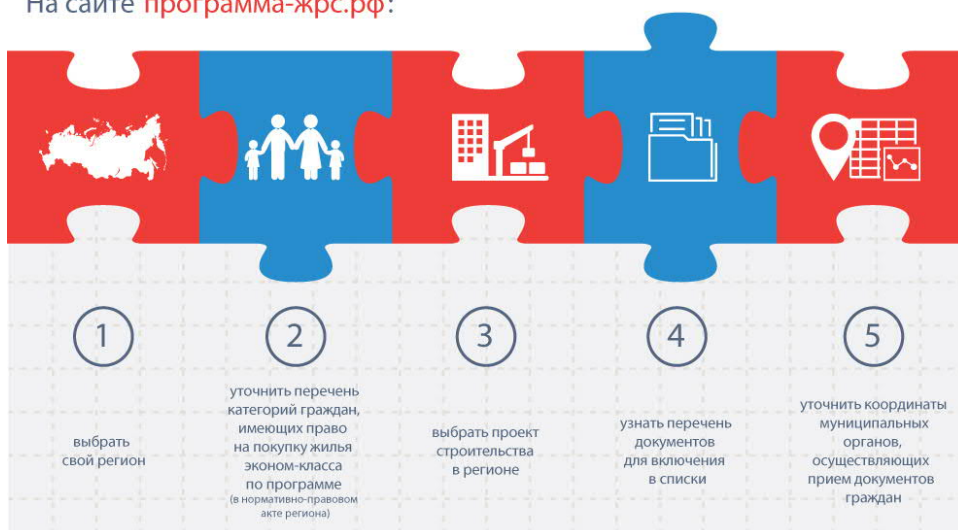 На сайте программа-жрс.рф:
1
2
3
4
5
выбрать
свой регион
уточнить перечень
категорий граждан,
имеющих право
на покупку жилья
эконом-класса
по программе
(в нормативно-правовом
акте региона)
выбрать проект
строительства
в регионе
узнать перечень
документов
для включения
в списки
уточнить координаты
муниципальных
органов,
осуществляющих
прием документов
граждан